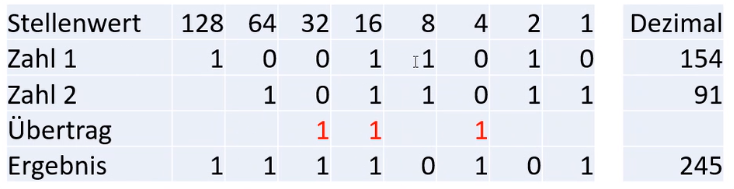 Stellenwert 128 64 32 16 8 4 2 1 Dezimal
Zahl 1 1 0 0 1 1 0 1 0 154
Zahl 2 1 0 1 1 0 1 1 91
Übertrag 1 1 1
Ergebnis 1 1 1 1 0 1 0 1 245